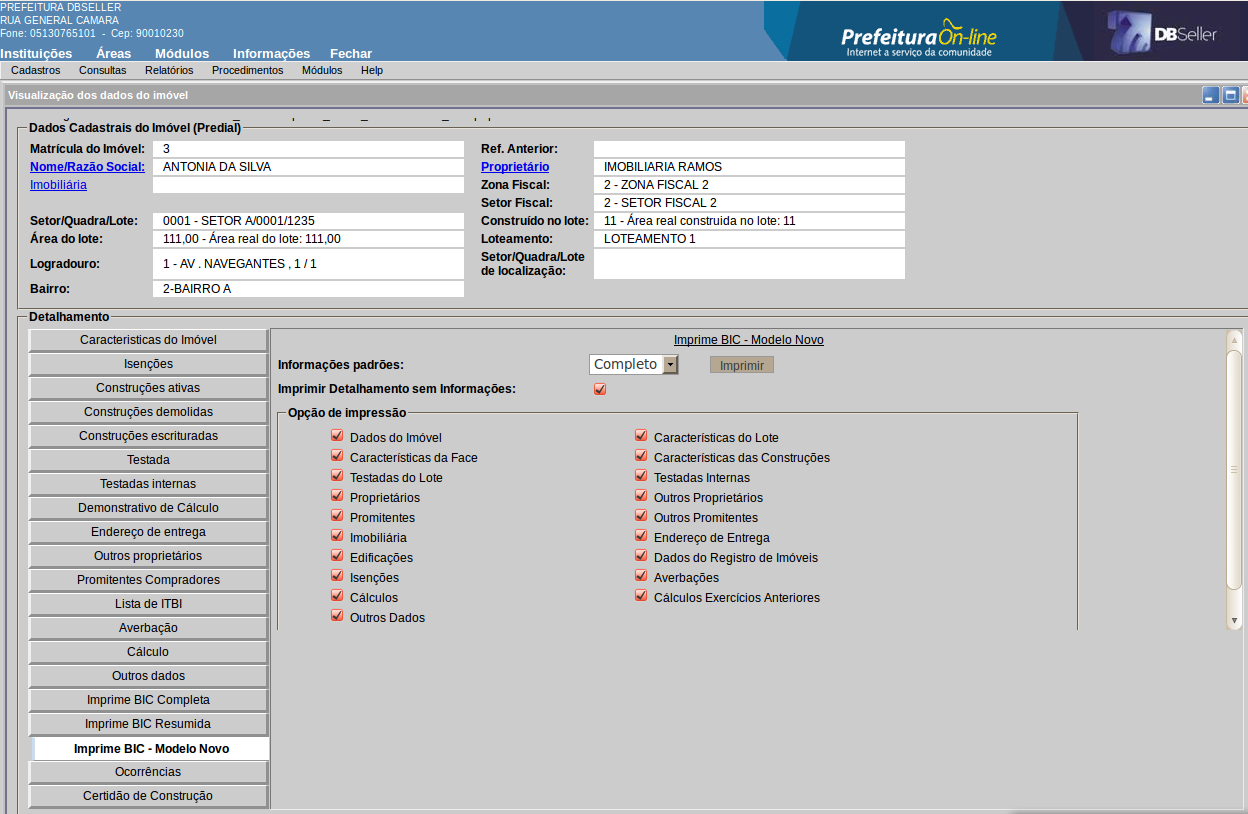 PREFEITURA DBSELLER
RUA GENERAL CAMARA
Fone: 05130765101 - Cep: 90010230
PrefeituraOn-line
Internet a serviço da comunidade
DBSeller
Instituições Áreas Módulos Informações Fechar
Cadastros Consultas Relatórios Procedimentos Módulos Help
Visualização dos dados do imóvel
Dados Cadastrais do Imóvel (Predial)
Matrícula do Imóvel: 3 Ref. Anterior:
Nome/Razão Social: ANTONIA DA SILVA Proprietário IMOBILIARIA RAMOS
Imobiliária Zona Fiscal: 2 - ZONA FISCAL 2
Setor Fiscal: 2 - SETOR FISCAL 2
Setor/Quadra/Lote: 0001 - SETOR A/0001/1235 Construído no lote: 11 - Área real construida no lote: 11
Área do lote: 111,00 - Área real do lote: 111,00 Loteamento: LOTEAMENTO 1
Logradouro: 1 - AV . NAVEGANTES , 1 / 1 Setor/Quadra/Lote
de localização:
Bairro: 2-BAIRRO A
Detalhamento
Caracteristicas do Imóvel
Isenções
Construções ativas
Construções demolidas
Construções escrituradas
Testada
Testadas internas
Demonstrativo de Cálculo
Endereço de entrega
Outros proprietários
Promitentes Compradores
Lista de ITBI
Averbação
Cálculo
Outros dados
Imprime BIC Completa
Imprime BIC Resumida
Imprime BIC - Modelo Novo
Ocorrências
Certidão de Construção
Imprime BIC - Modelo Novo
Informações padrões: Completo Imprimir
Imprimir Detalhamento sem Informações:
Opção de impressão
Dados do Imóvel Características do Lote
Características da Face Características das Construções
Testadas do Lote Testadas Internas
Proprietários Outros Proprietários
Promitentes Outros Promitentes
Imobiliária Endereço de Entrega
Edificações Dados do Registro de Imóveis
Isenções Averbações
Cálculos Cálculos Exercícios Anteriores
Outros Dados